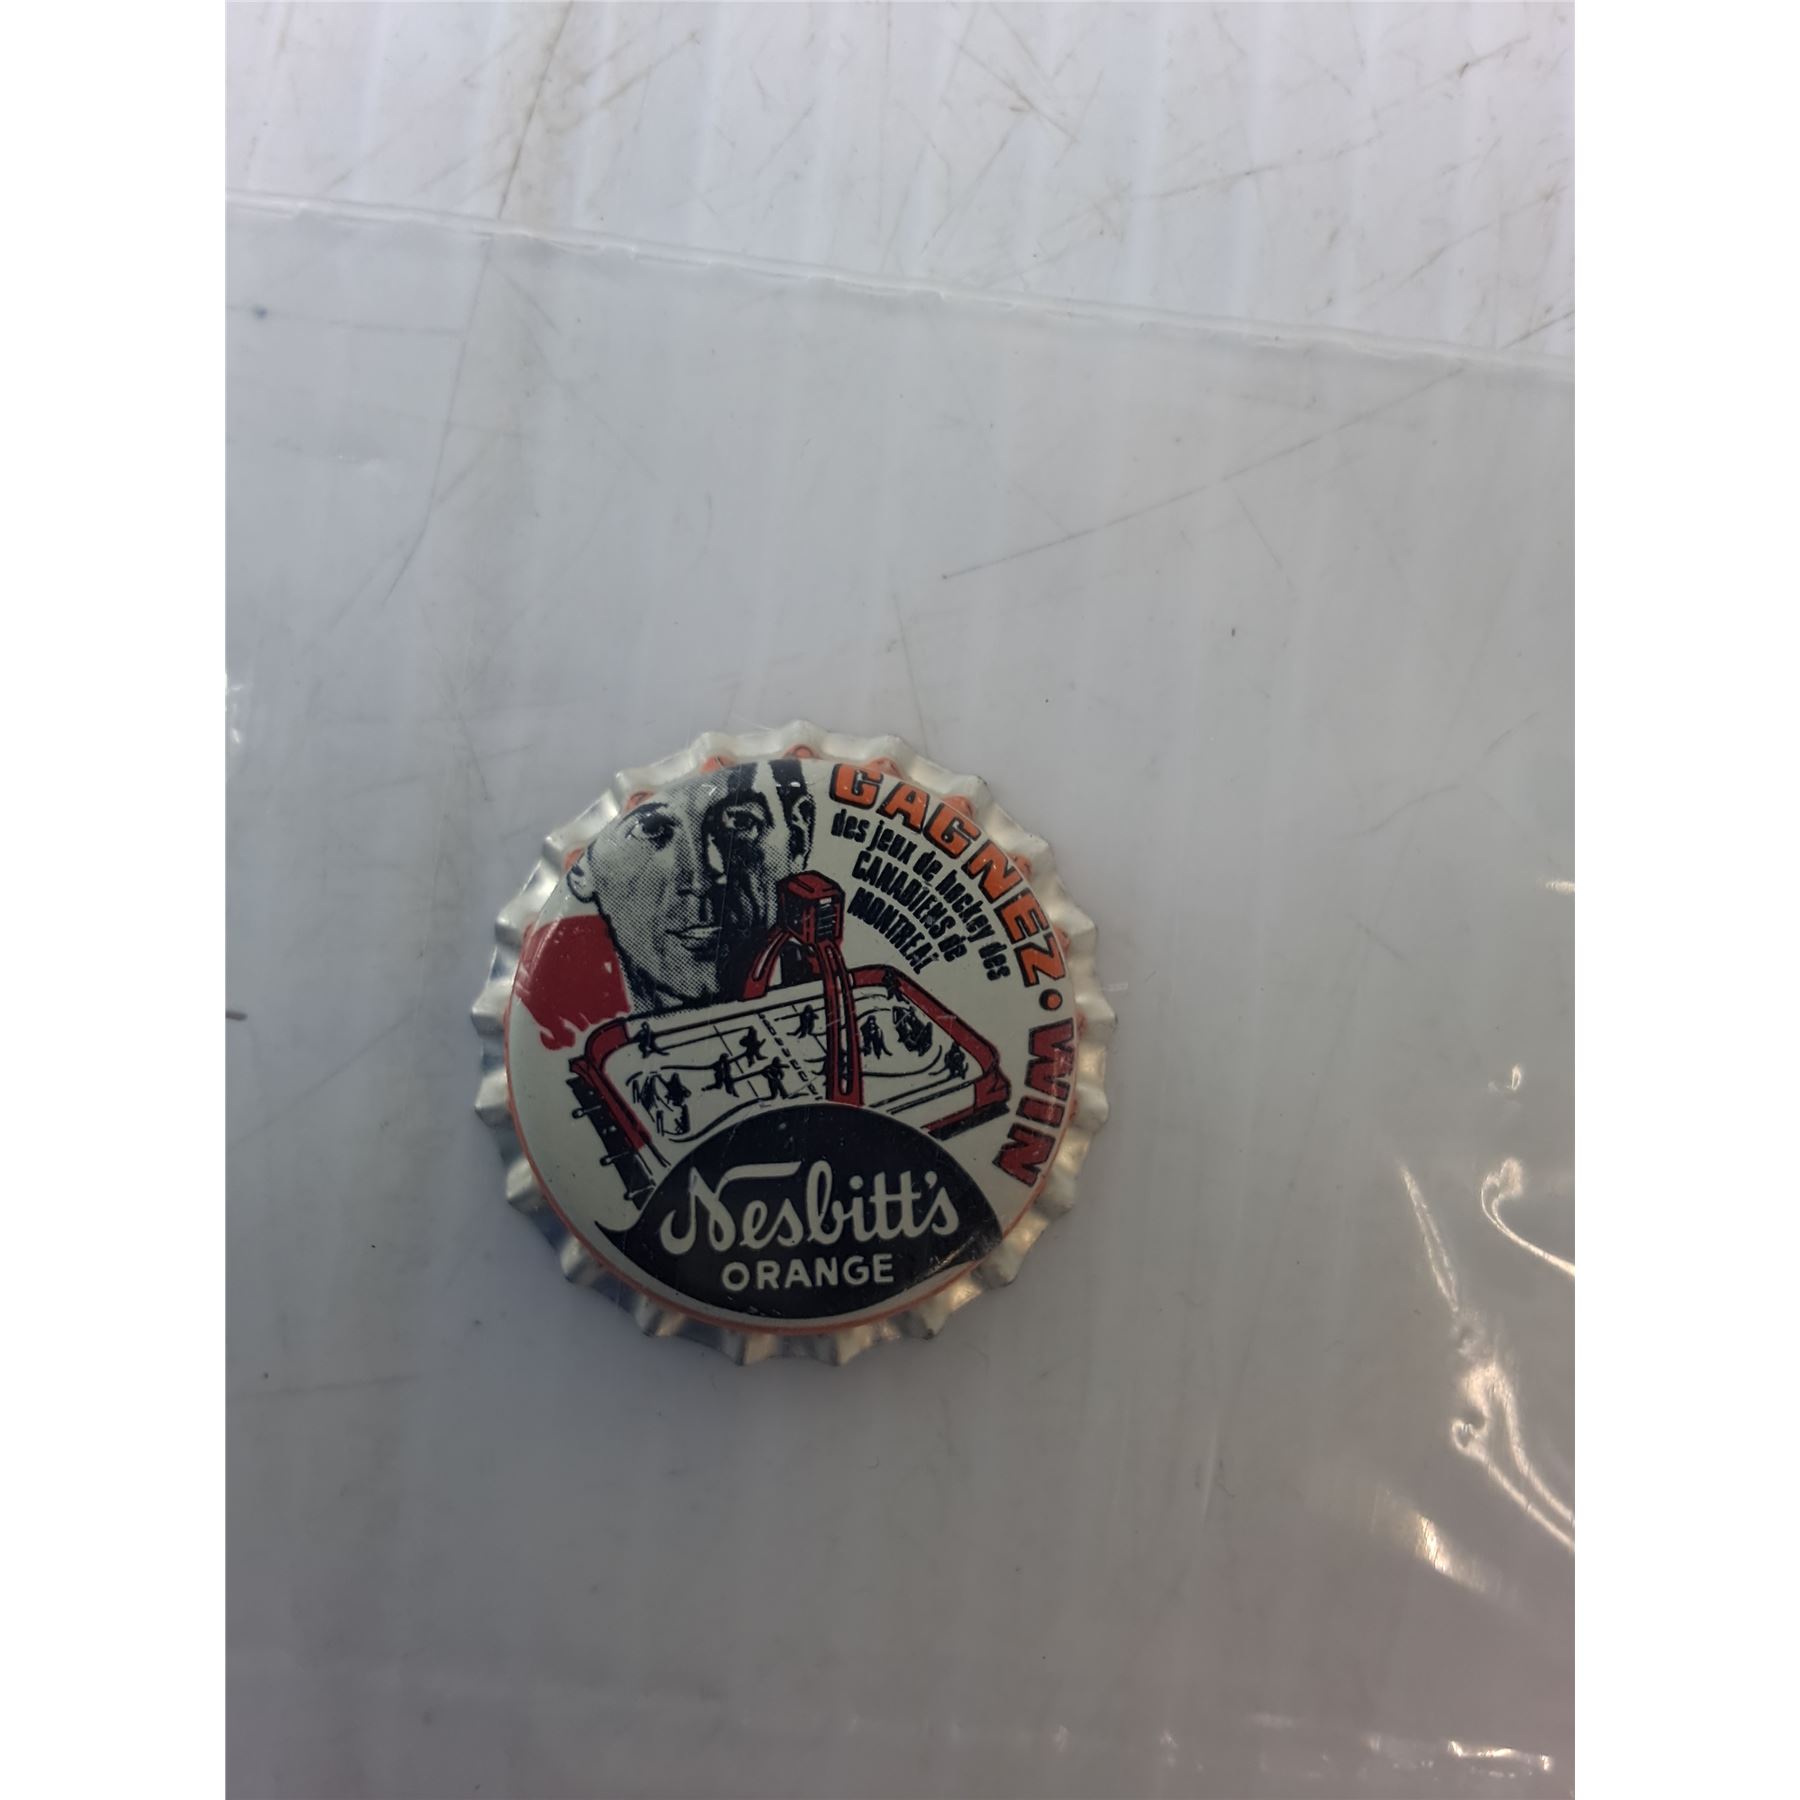 GAGNEZ • WIN
des jeux de hockey des
CANADIENS de
MONTREAL
Nesbitt's
ORANGE